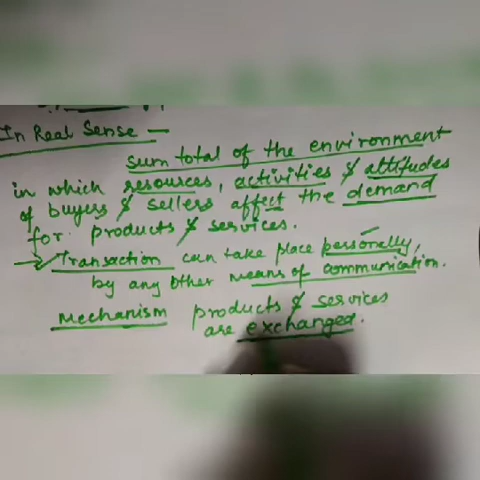 In Real Sense —
sum total of the environment
in which resources, activities & attitudes
of buyers & sellers affect the demand
for products & services.
→ Transaction can take place personally,
by any other means of communication.
Mechanism products & services
are exchanged.